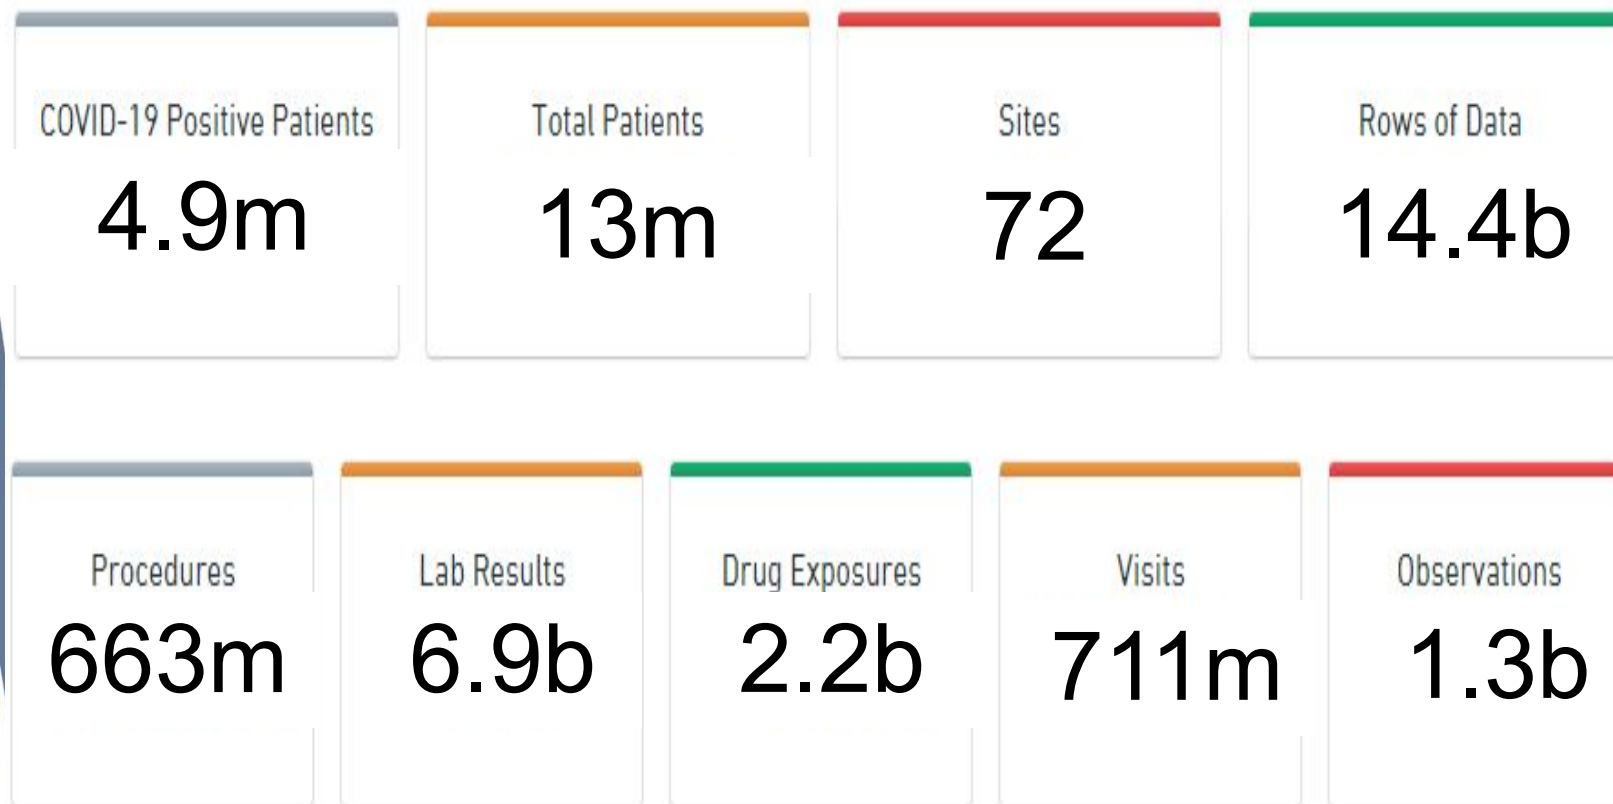 COVID-19 Positive Patients
4.9m
Total Patients
13m
Sites
72
Rows of Data
14.4b
Procedures
663m
Lab Results
6.9b
Drug Exposures
2.2b
Visits
711m
Observations
1.3b